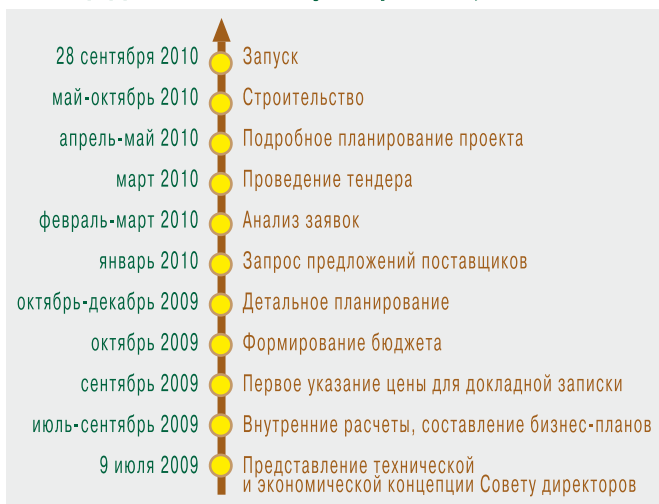 28 сентября 2010 Запуск
май-октябрь 2010 Строительство
апрель-май 2010 Подробное планирование проекта
март 2010 Проведение тендера
февраль-март 2010 Анализ заявок
январь 2010 Запрос предложений поставщиков
октябрь-декабрь 2009 Детальное планирование
октябрь 2009 Формирование бюджета
сентябрь 2009 Первое указание цены для докладной записки
июль-сентябрь 2009 Внутренние расчеты, составление бизнес-планов
9 июля 2009 Представление технической
и экономической концепции Совету директоров